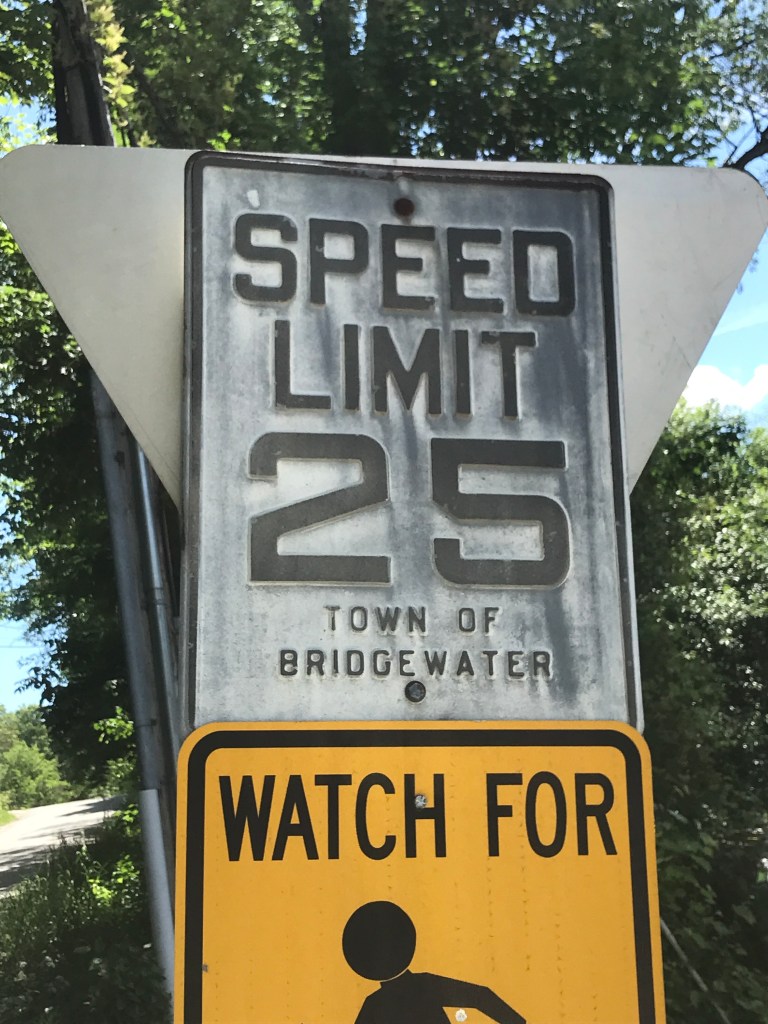 SPEED
LIMIT
25
TOWN OF
BRIDGEWATER
WATCH FOR